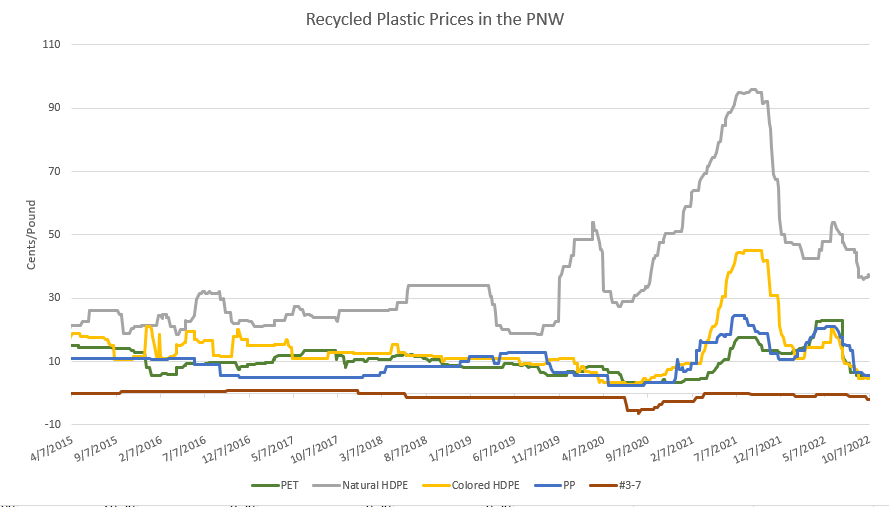 Recycled Plastic Prices in the PNW
110
90
70
50
30
10
-10
Cents/Pound
4/7/2015 9/7/2015 2/7/2016 7/7/2016 12/7/2016 5/7/2017 10/7/2017 3/7/2018 8/7/2018 1/7/2019 6/7/2019 11/7/2019 4/7/2020 9/7/2020 2/7/2021 7/7/2021 12/7/2021 5/7/2022 10/7/2022
PET Natural HDPE Colored HDPE PP #3-7